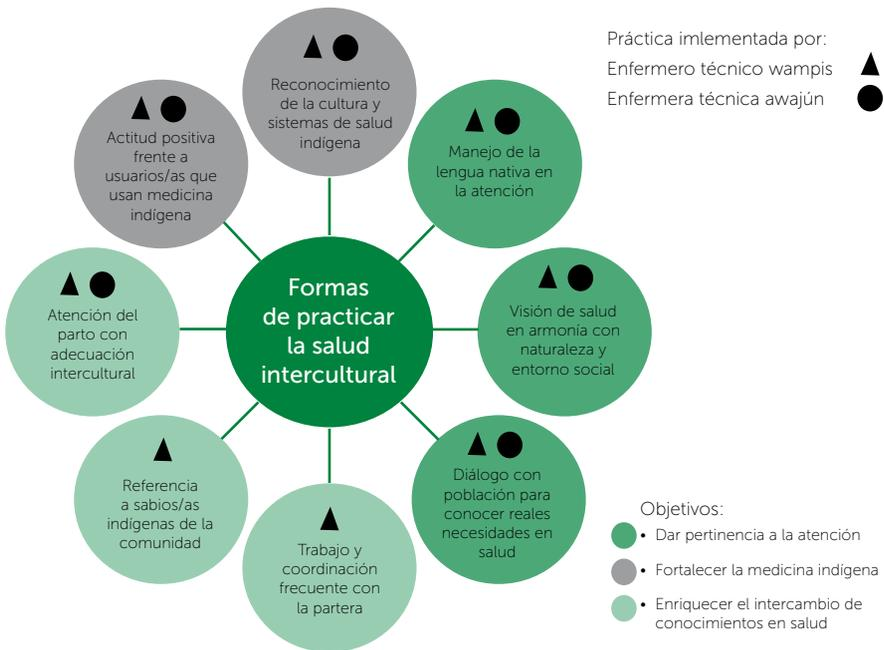 Reconocimiento
de la cultura y
sistemas de salud
indígena
Práctica imlementada por:
Enfermero técnico wampis
Enfermera técnica awajún
Actitud positiva
frente a
usuarios/as que
usan medicina
indígena
Manejo de la
lengua nativa en
la atención
Atención del
parto con
adecuación
intercultural
Formas
de practicar
la salud
intercultural
Visión de salud
en armonía con
naturaleza y
entorno social
Referencia
a sabios/as
indígenas de la
comunidad
Trabajo y
coordinación
frecuente con
la partera
Diálogo con
población para
conocer reales
necesidades en
salud
Objetivos:
• Dar pertinencia a la atención
• Fortalecer la medicina indígena
• Enriquecer el intercambio de
conocimientos en salud